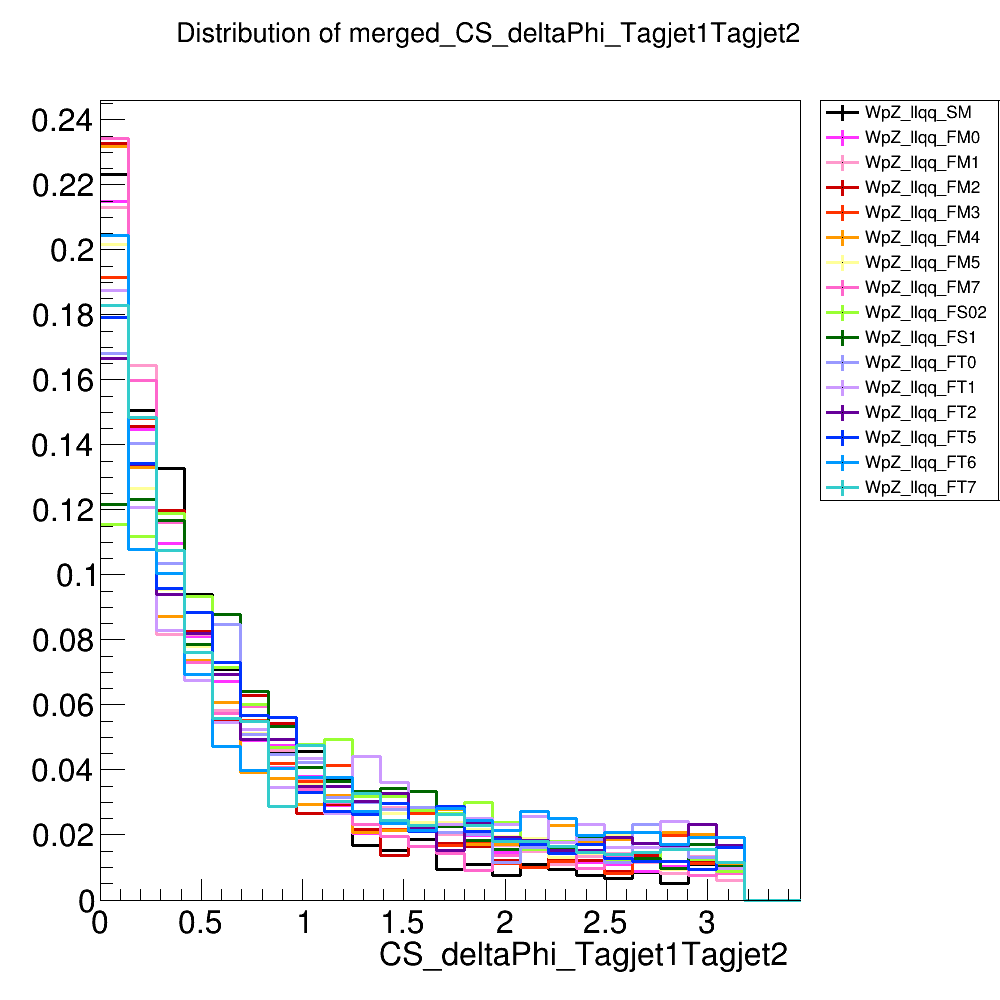 Distribution of merged_CS_deltaPhi_Tagjet1Tagjet2
0.24
0.22
0.2
0.18
0.16
0.14
0.12
0.1
0.08
0.06
0.04
0.02
0
0 0.5 1 1.5 2 2.5 3
CS_deltaPhi_Tagjet1Tagjet2
WpZ_llqq_SM
WpZ_llqq_FM0
WpZ_llqq_FM1
WpZ_llqq_FM2
WpZ_llqq_FM3
WpZ_llqq_FM4
WpZ_llqq_FM5
WpZ_llqq_FM7
WpZ_llqq_FS02
WpZ_llqq_FS1
WpZ_llqq_FT0
WpZ_llqq_FT1
WpZ_llqq_FT2
WpZ_llqq_FT5
WpZ_llqq_FT6
WpZ_llqq_FT7